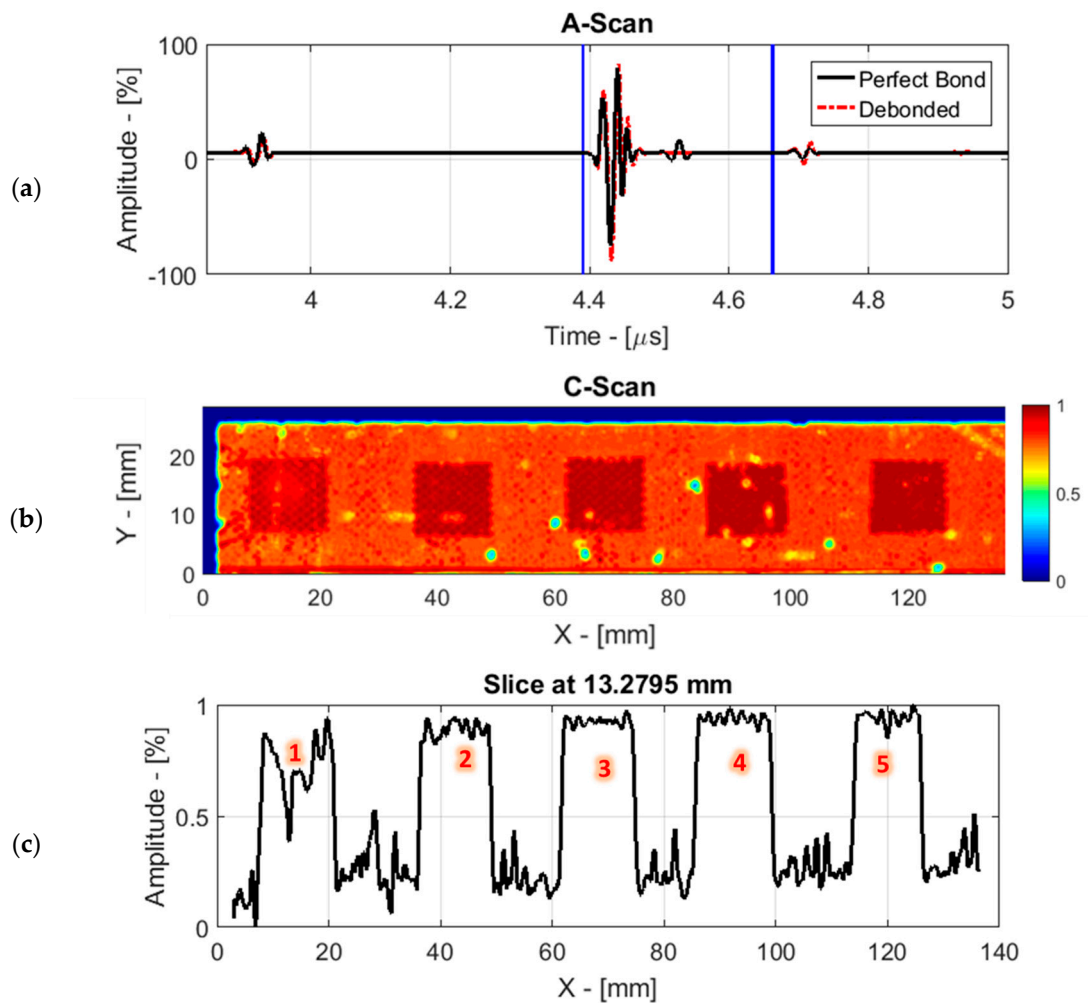 A-Scan
100
0
-100
Amplitude - [%]
Perfect Bond
Debonded
(a)
4
4.2
4.4
4.6
4.8
5
Time - [μs]
C-Scan
20
10
0
Y - [mm]
(b)
1
0.5
0
0
20
40
60
80
100
120
X - [mm]
Slice at 13.2795 mm
1
0.5
0
Amplitude - [%]
1
2
3
4
5
(c)
0
20
40
60
80
100
120
140
X - [mm]